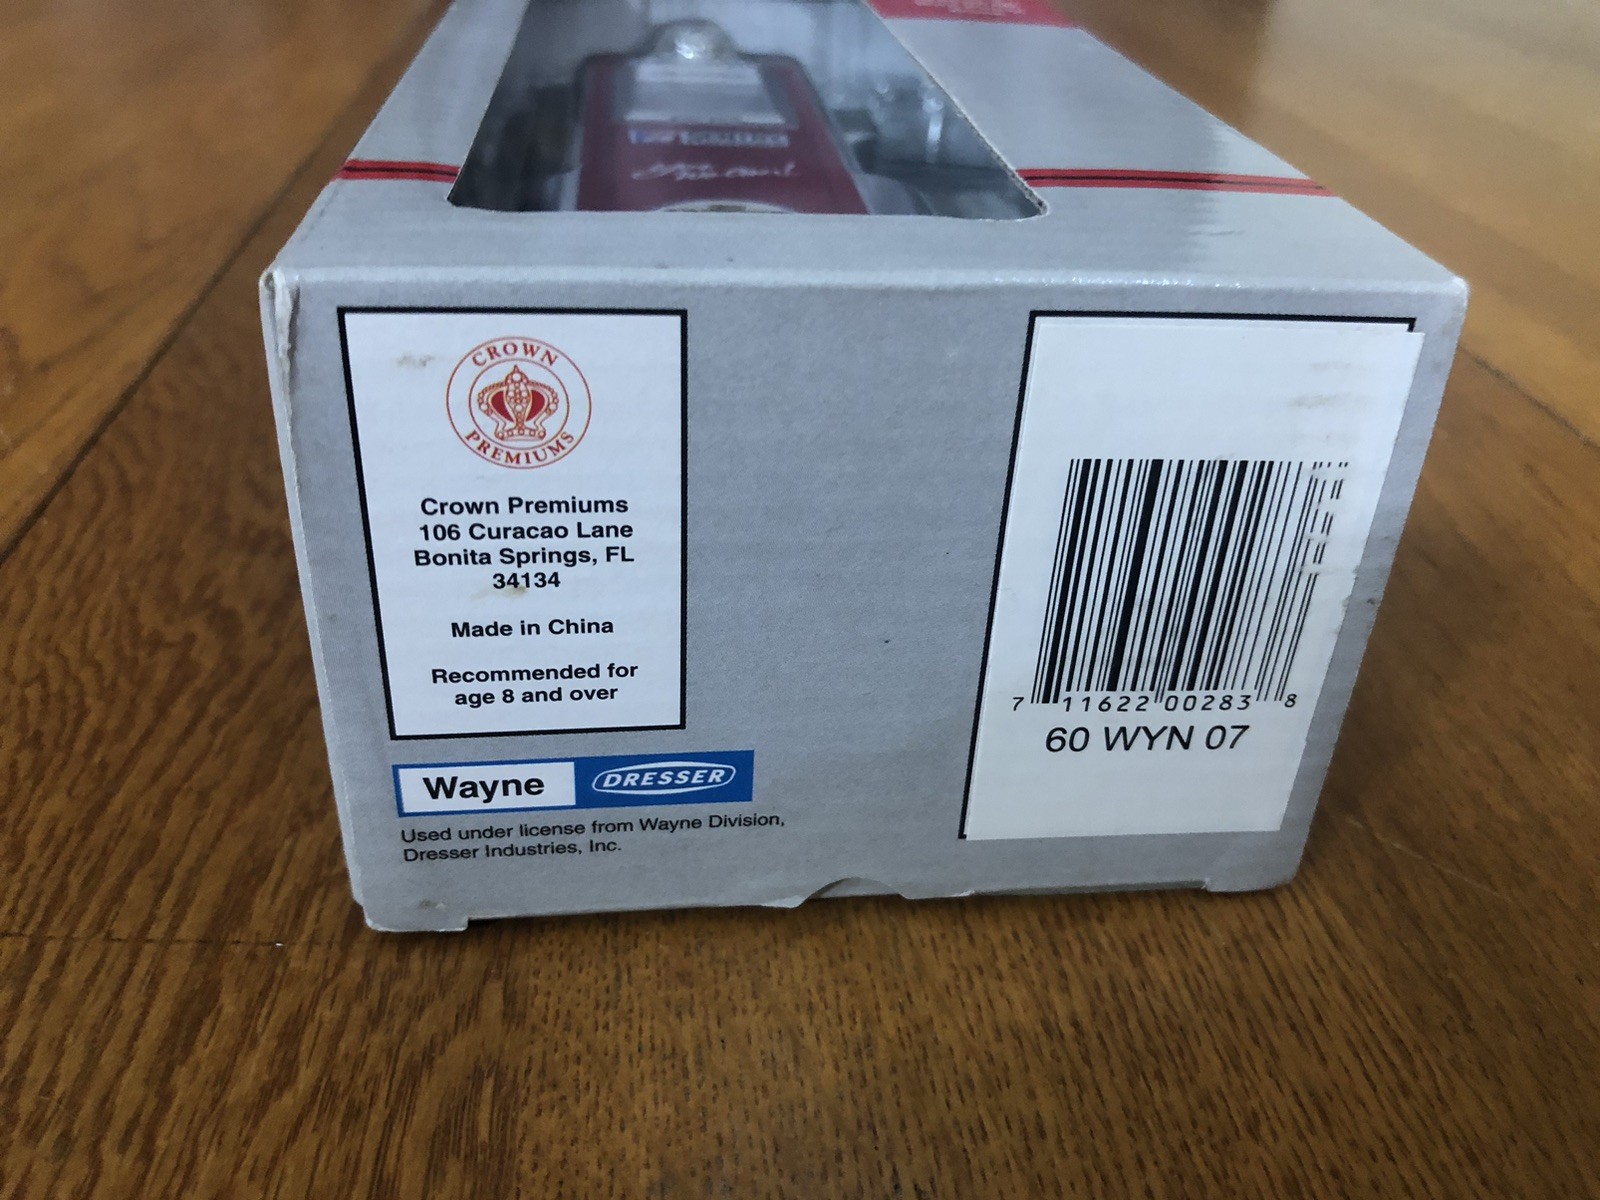 CROWN
PREMIUMS
Crown Premiums
106 Curacao Lane
Bonita Springs, FL
34134
Made in China
Recommended for
age 8 and over
Wayne
DRESSER
Used under license from Wayne Division,
Dresser Industries, Inc.
7 11622 00283 8
60 WYN 07